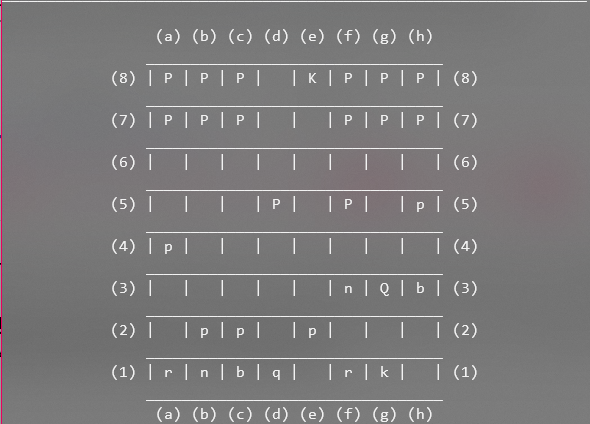 (a) (b) (c) (d) (e) (f) (g) (h)
(8) | P | P | P |   | K | P | P | P | (8)
(7) | P | P | P |   |   | P | P | P | (7)
(6) |   |   |   |   |   |   |   |   | (6)
(5) |   |   |   | P |   | P |   | p | (5)
(4) | p |   |   |   |   |   |   |   | (4)
(3) |   |   |   |   |   | n | Q | b | (3)
(2) |   | p | p |   | p |   |   |   | (2)
(1) | r | n | b | q |   | r | k |   | (1)
(a) (b) (c) (d) (e) (f) (g) (h)